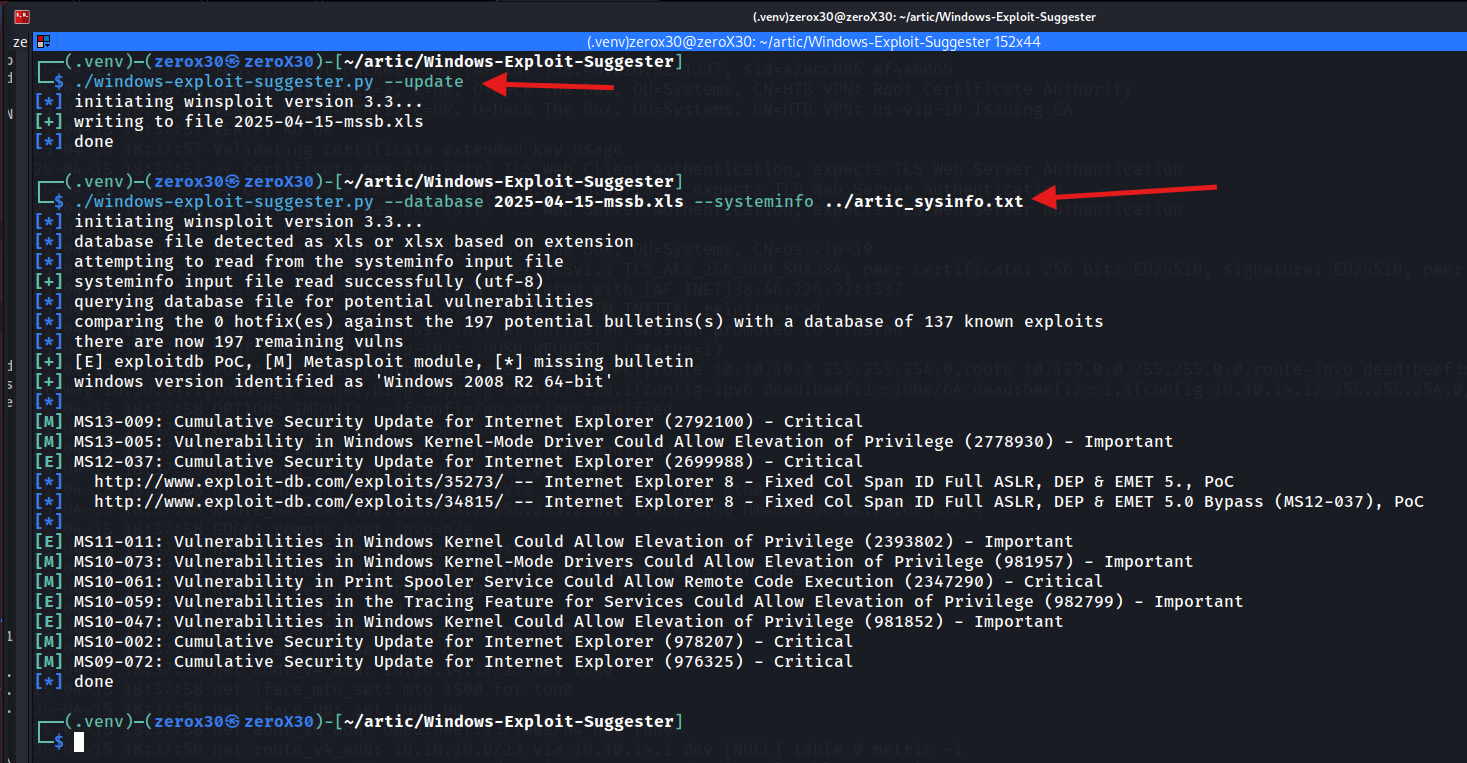 (.venv)zerox30@zeroX30: ~/artic/Windows-Exploit-Suggester
ze
(.venv)zerox30@zeroX30: ~/artic/Windows-Exploit-Suggester 152x44
┌──(.venv)─(zerox30㉿zeroX30)-[~/artic/Windows-Exploit-Suggester]
└─$ ./windows-exploit-suggester.py --update
[*] initiating winsploit version 3.3...
[+] writing to file 2025-04-15-mssb.xls
[*] done
┌──(.venv)─(zerox30㉿zeroX30)-[~/artic/Windows-Exploit-Suggester]
└─$ ./windows-exploit-suggester.py --database 2025-04-15-mssb.xls --systeminfo ../artic_sysinfo.txt
[*] initiating winsploit version 3.3...
[*] database file detected as xls or xlsx based on extension
[*] attempting to read from the systeminfo input file
[+] systeminfo input file read successfully (utf-8)
[*] querying database file for potential vulnerabilities
[*] comparing the 0 hotfix(es) against the 197 potential bulletins(s) with a database of 137 known exploits
[*] there are now 197 remaining vulns
[+] [E] exploitdb PoC, [M] Metasploit module, [*] missing bulletin
[+] windows version identified as 'Windows 2008 R2 64-bit'
[*]
[M] MS13-009: Cumulative Security Update for Internet Explorer (2792100) - Critical
[M] MS13-005: Vulnerability in Windows Kernel-Mode Driver Could Allow Elevation of Privilege (2778930) - Important
[E] MS12-037: Cumulative Security Update for Internet Explorer (2699988) - Critical
[*]   http://www.exploit-db.com/exploits/35273/ -- Internet Explorer 8 - Fixed Col Span ID Full ASLR, DEP & EMET 5., PoC
[*]   http://www.exploit-db.com/exploits/34815/ -- Internet Explorer 8 - Fixed Col Span ID Full ASLR, DEP & EMET 5.0 Bypass (MS12-037), PoC
[*]
[E] MS11-011: Vulnerabilities in Windows Kernel Could Allow Elevation of Privilege (2393802) - Important
[M] MS10-073: Vulnerabilities in Windows Kernel-Mode Drivers Could Allow Elevation of Privilege (981957) - Important
[M] MS10-061: Vulnerability in Print Spooler Service Could Allow Remote Code Execution (2347290) - Critical
[E] MS10-059: Vulnerabilities in the Tracing Feature for Services Could Allow Elevation of Privilege (982799) - Important
[E] MS10-047: Vulnerabilities in Windows Kernel Could Allow Elevation of Privilege (981852) - Important
[M] MS10-002: Cumulative Security Update for Internet Explorer (978207) - Critical
[M] MS09-072: Cumulative Security Update for Internet Explorer (976325) - Critical
[*] done
┌──(.venv)─(zerox30㉿zeroX30)-[~/artic/Windows-Exploit-Suggester]
└─$